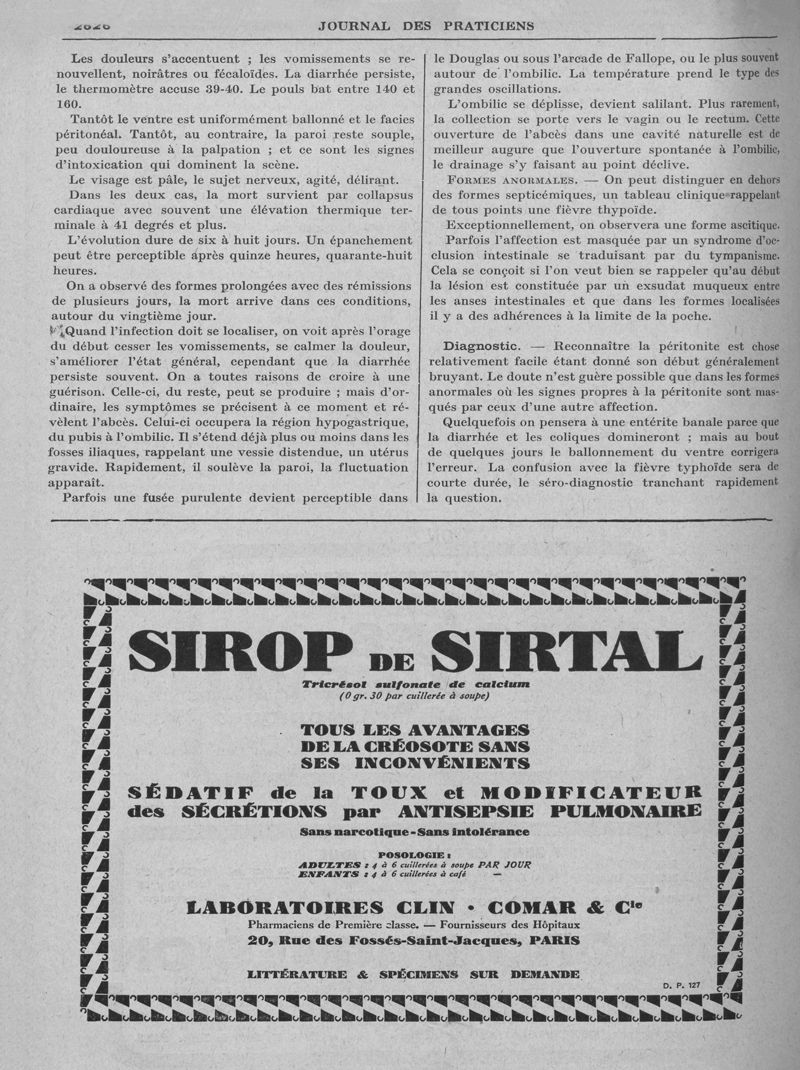 JOURNAL DES PRATICIENS
Les douleurs s'accentuent ; les vomissements se re-
nouvellent, noirâtres ou fécaloïdes. La diarrhée persiste,
le thermomètre accuse 39-40. Le pouls bat entre 140 et
160.
Tantôt le ventre est uniformément ballonné et le facies
péritonéal. Tantôt, au contraire, la paroi reste souple,
peu douloureuse à la palpation ; et ce sont les signes
d'intoxication qui dominent la scène.
Le visage est pâle, le sujet nerveux, agité, délirant.
Dans les deux cas, la mort survient par collapsus
cardiaque avec souvent une élévation thermique ter-
minale à 41 degrés et plus.
L'évolution dure de six à huit jours. Un épanchement
peut être perceptible après quinze heures, quarante-huit
heures.
On a observé des formes prolongées avec des rémissions
de plusieurs jours, la mort arrive dans ces conditions,
autour du vingtième jour.
Quand l'infection doit se localiser, on voit après l'orage
du début cesser les vomissements, se calmer la douleur,
s'améliorer l'état général, cependant que la diarrhée
persiste souvent. On a toutes raisons de croire à une
guérison. Celle-ci, du reste, peut se produire ; mais d'or-
dinaire, les symptômes se précisent à ce moment et ré-
vèlent l'abcès. Celui-ci occupera la région hypogastrique,
du pubis à l'ombilic. Il s'étend déjà plus ou moins dans les
fosses iliaques, rappelant une vessie distendue, un utérus
gravide. Rapidement, il soulève la paroi, la fluctuation
apparaît.
Parfois une fusée purulente devient perceptible dans
le Douglas ou sous l'arcade de Fallope, ou le plus souvent
autour de l'ombilic. La température prend le type des
grandes oscillations.
L'ombilic se déplisse, devient salilant. Plus rarement,
la collection se porte vers le vagin ou le rectum. Cette
ouverture de l'abcès dans une cavité naturelle est de
meilleur augure que l'ouverture spontanée à l'ombilic,
le drainage s'y faisant au point déclive.
FORMES ANORMALES. — On peut distinguer en dehors
des formes septicémiques, un tableau clinique rappelant
de tous points une fièvre thypoïde.
Exceptionnellement, on observera une forme ascitique.
Parfois l'affection est masquée par un syndrome d'oc-
clusion intestinale se traduisant par du tympanisme.
Cela se conçoit si l'on veut bien se rappeler qu'au début
la lésion est constituée par un exsudat muqueux entre
les anses intestinales et que dans les formes localisées
il y a des adhérences à la limite de la poche.
Diagnostic. — Reconnaître la péritonite est chose
relativement facile étant donné son début généralement
bruyant. Le doute n'est guère possible que dans les formes
anormales où les signes propres à la péritonite sont mas-
qués par ceux d'une autre affection.
Quelquefois on pensera à une entérite banale parce que
la diarrhée et les coliques domineront ; mais au bout
de quelques jours le ballonnement du ventre corrigera
l'erreur. La confusion avec la fièvre typhoïde sera de
courte durée, le séro-diagnostic tranchant rapidement
la question.
SIROP DE SIRTAL
Tricrésol sulfonate de calcium
(0 gr. 30 par cuillerée à soupe)
TOUS LES AVANTAGES
DE LA CRÉOSOTE SANS
SES INCONVÉNIENTS
SÉDATIF de la TOUX et MODIFICATEUR
des SÉCRÉTIONS par ANTISEPSIE PULMONAIRE
Sans narcotique - Sans intolérance
POSOLOGIE :
ADULTES : 4 à 6 cuillerées à soupe PAR JOUR
ENFANTS : 4 à 6 cuillerées à café —
LABORATOIRES CLIN • COMAR & Cie
Pharmaciens de Première classe. — Fournisseurs des Hôpitaux
20, Rue des Fossés-Saint-Jacques, PARIS
LITTÉRATURE & SPÉCIMENS SUR DEMANDE
D. P. 127